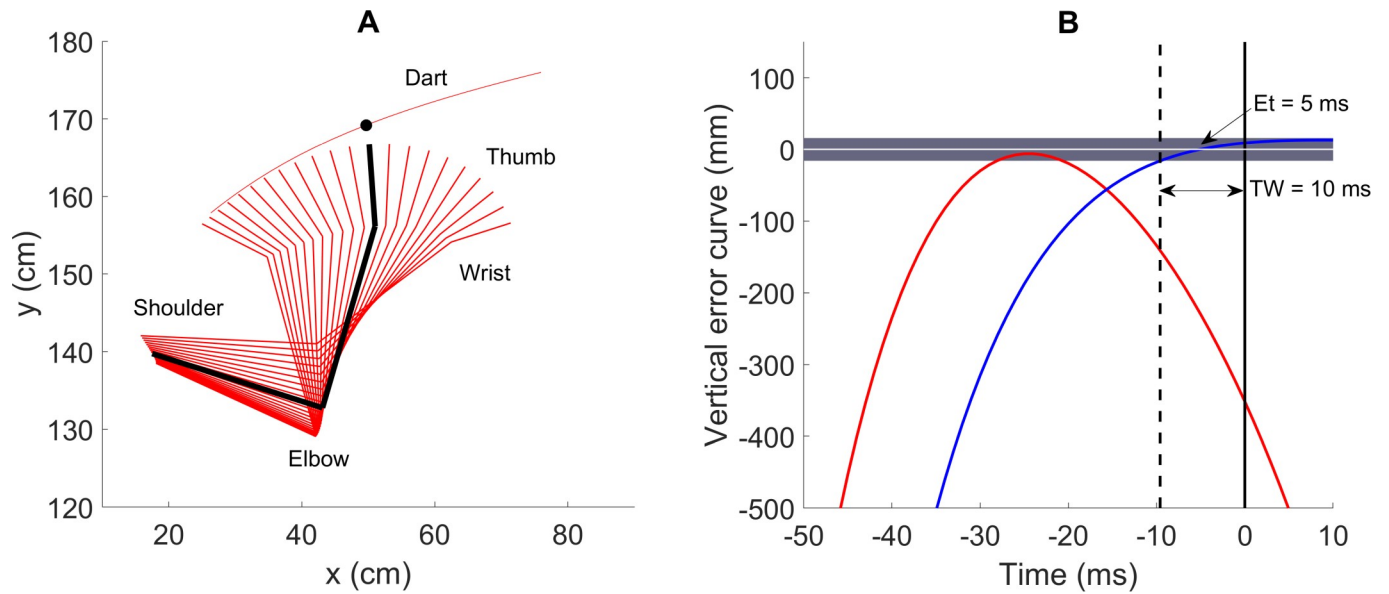 A
180
170
160
150
140
130
120
y (cm)
20
40
60
80
x (cm)
Dart
Thumb
Wrist
Shoulder
Elbow
B
100
0
-100
-200
-300
-400
-500
Vertical error curve (mm)
-50
-40
-30
-20
-10
0
10
Time (ms)
Et = 5 ms
TW = 10 ms